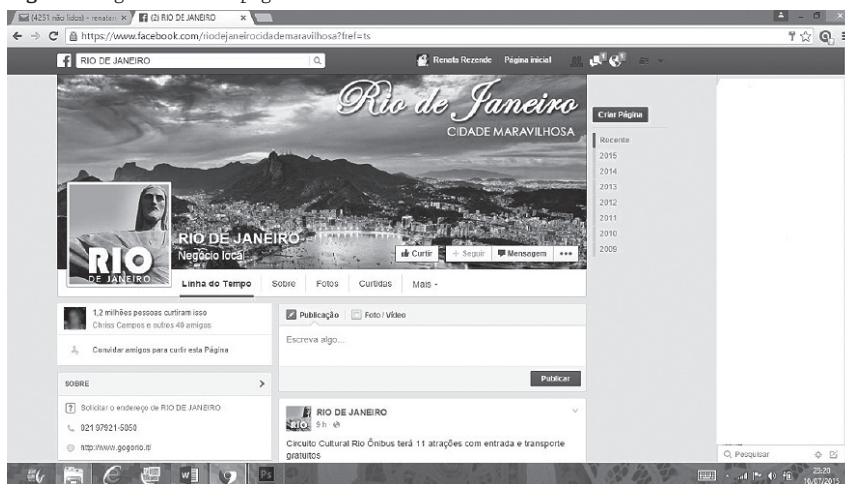 (4251 não lidos) - renatarr
(2) RIO DE JANEIRO
https://www.facebook.com/riodejaneirocidademaravilhosa?fref=ts
RIO DE JANEIRO
Renata Rezende Página inicial
Rio de Janeiro
CIDADE MARAVILHOSA
Criar Página
Recente
2015
2014
2013
2012
2011
2010
2009
RIO
DE JANEIRO
RIO DE JANEIRO
Negócio local
Curtir
+ Seguir
Mensagem
Linha do Tempo Sobre Fotos Curtidas Mais
1,2 milhões pessoas curtiram isso
Chriss Campos e outros 40 amigos
Convidar amigos para curtir esta Página
Publicação Foto / Vídeo
Escreva algo...
Publicar
SOBRE
Solicitar o endereço de RIO DE JANEIRO
021 97921-5050
http://www.gogorio.it/
RIO DE JANEIRO
RIO
9 h
Circuito Cultural Rio Ônibus terá 11 atrações com entrada e transporte
gratuitos
Pesquisar
Ps
23:20
16/07/2015